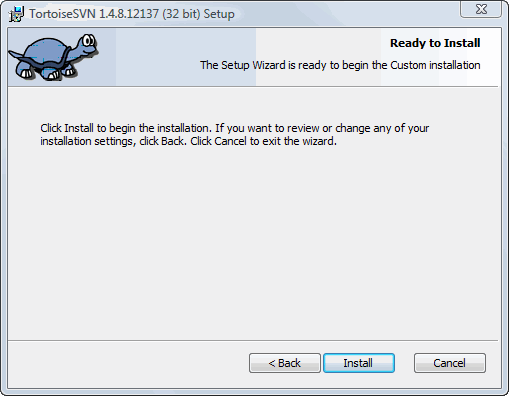 TortoiseSVN 1.4.8.12137 (32 bit) Setup
Ready to Install
The Setup Wizard is ready to begin the Custom installation
Click Install to begin the installation. If you want to review or change any of your
installation settings, click Back. Click Cancel to exit the wizard.
< Back
Install
Cancel